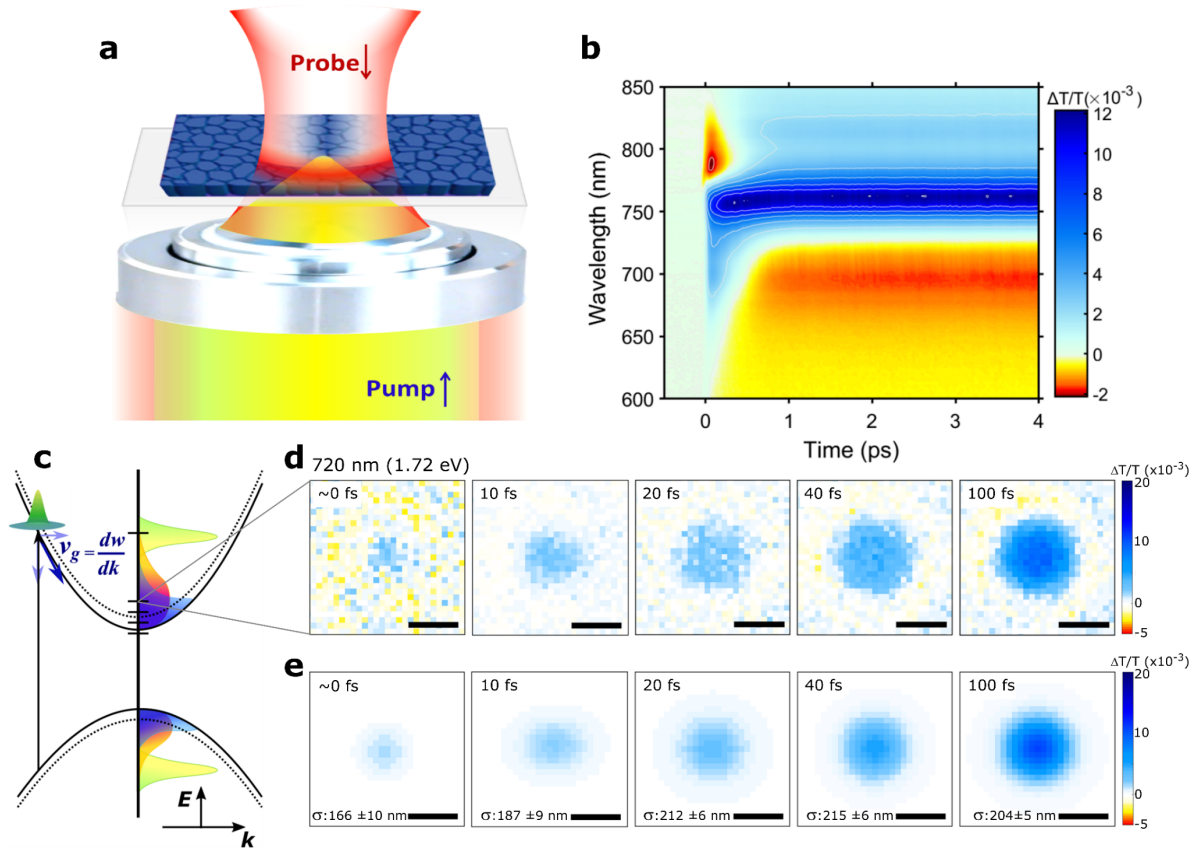 a
Probe↓
Pump↑
b
850
800
750
700
650
600
Wavelength (nm)
0
1
2
3
4
Time (ps)
ΔT/T(×10⁻³)
12
10
8
6
4
2
0
-2
c
v_g = dw/dk
E
k
d
720 nm (1.72 eV)
~0 fs
10 fs
20 fs
40 fs
100 fs
ΔT/T (x10⁻³)
20
10
0
-5
e
~0 fs
10 fs
20 fs
40 fs
100 fs
σ:166 ±10 nm
σ:187 ±9 nm
σ:212 ±6 nm
σ:215 ±6 nm
σ:204±5 nm
ΔT/T (x10⁻³)
20
10
0
-5